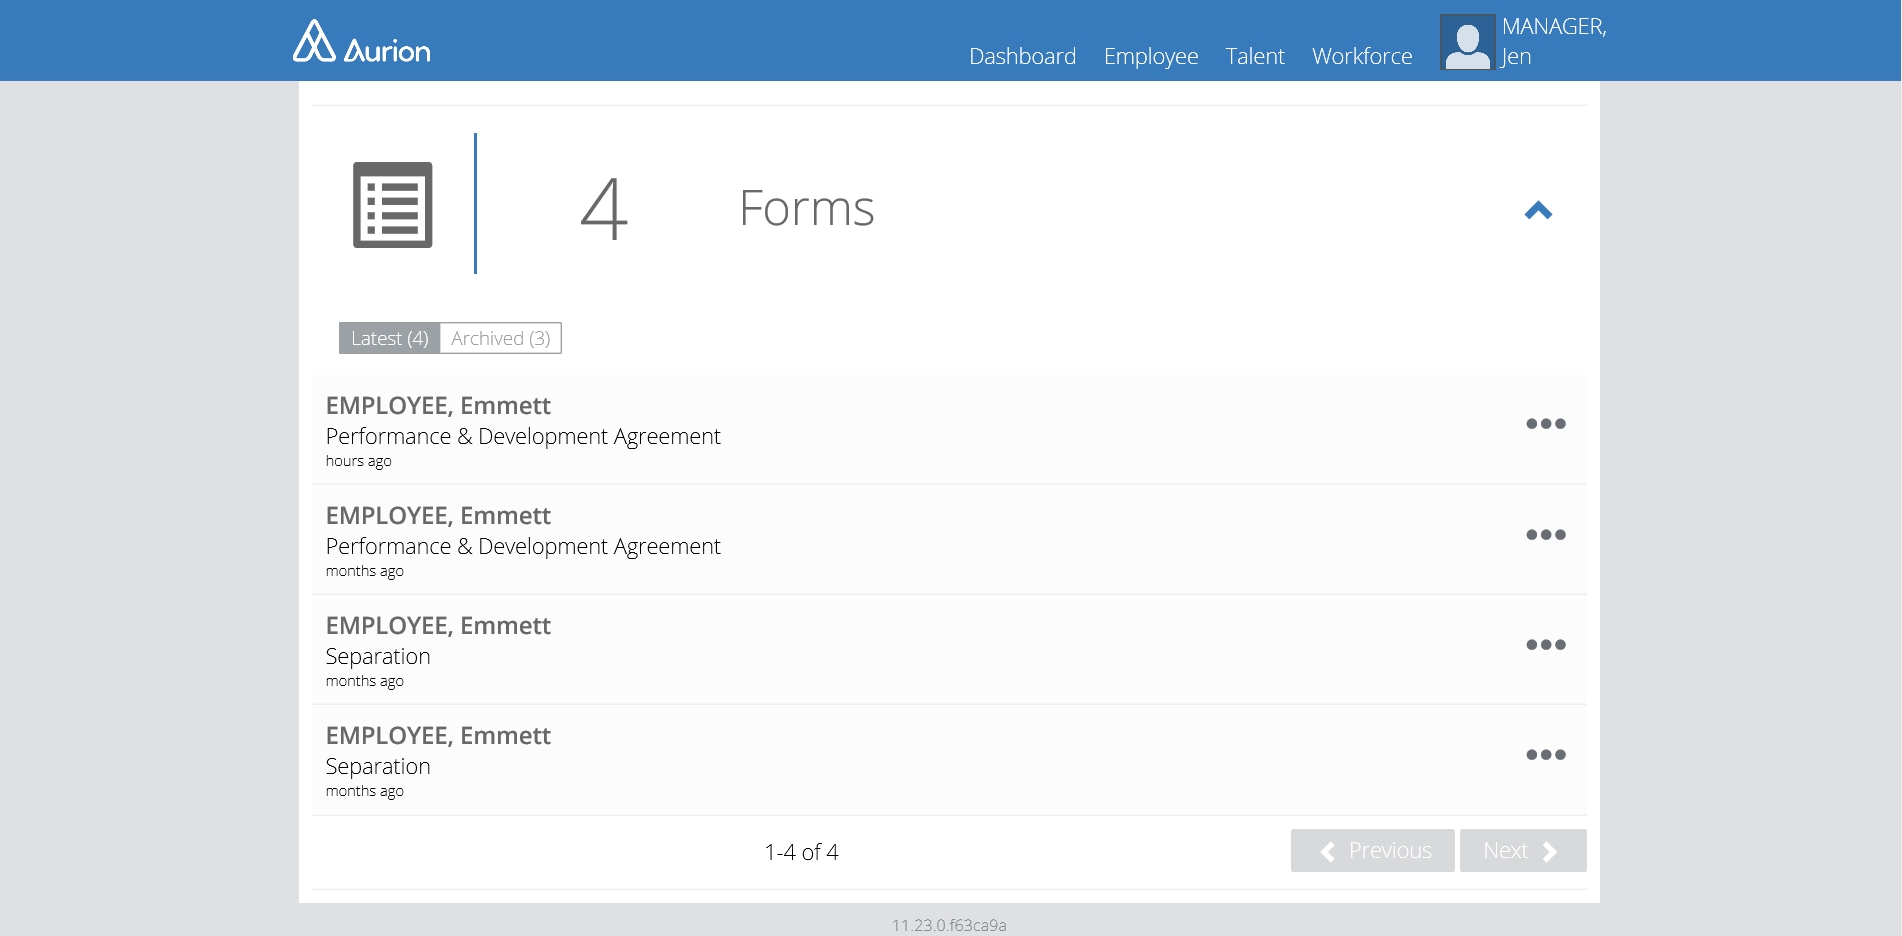 Aurion
Dashboard
Employee
Talent
Workforce
MANAGER,
Jen
4
Forms
Latest (4)
Archived (3)
EMPLOYEE, Emmett
Performance & Development Agreement
hours ago
EMPLOYEE, Emmett
Performance & Development Agreement
months ago
EMPLOYEE, Emmett
Separation
months ago
EMPLOYEE, Emmett
Separation
months ago
1-4 of 4
Previous
Next
11.23.0.f63ca9a